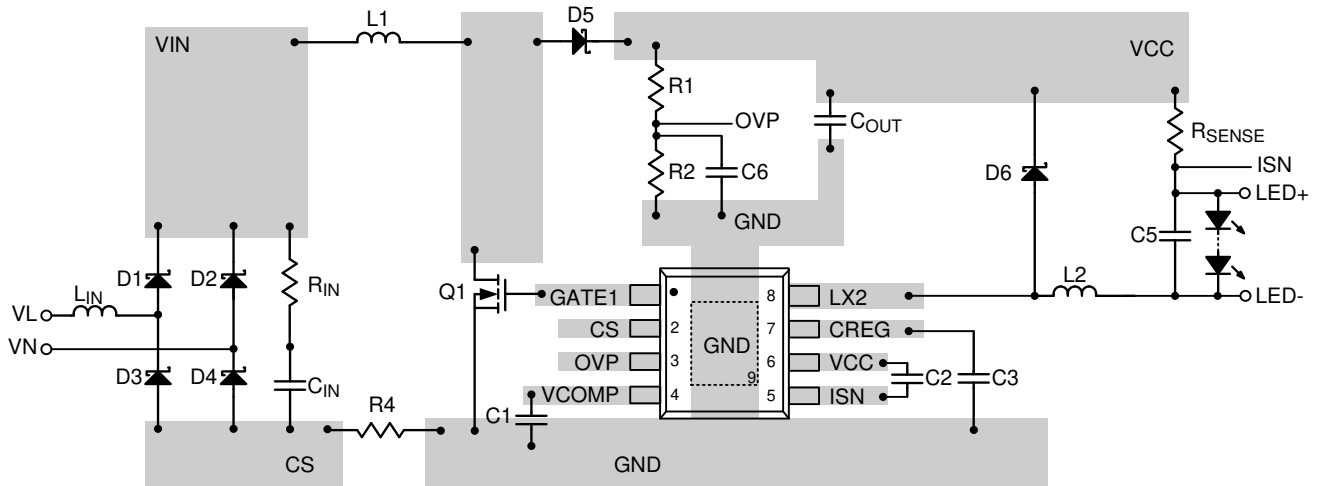 L1
D5
VIN
VCC
R1
OVP
COUT
RSENSE
R2
C6
D6
ISN
LED+
GND
C5
D1
D2
RIN
Q1
GATE1
8
LX2
L2
LED-
LIN
VL
CS
2
7
CREG
VN
OVP
3
GND
6
VCC
D3
D4
CIN
C2
C3
9
VCOMP
4
5
ISN
R4
C1
CS
GND